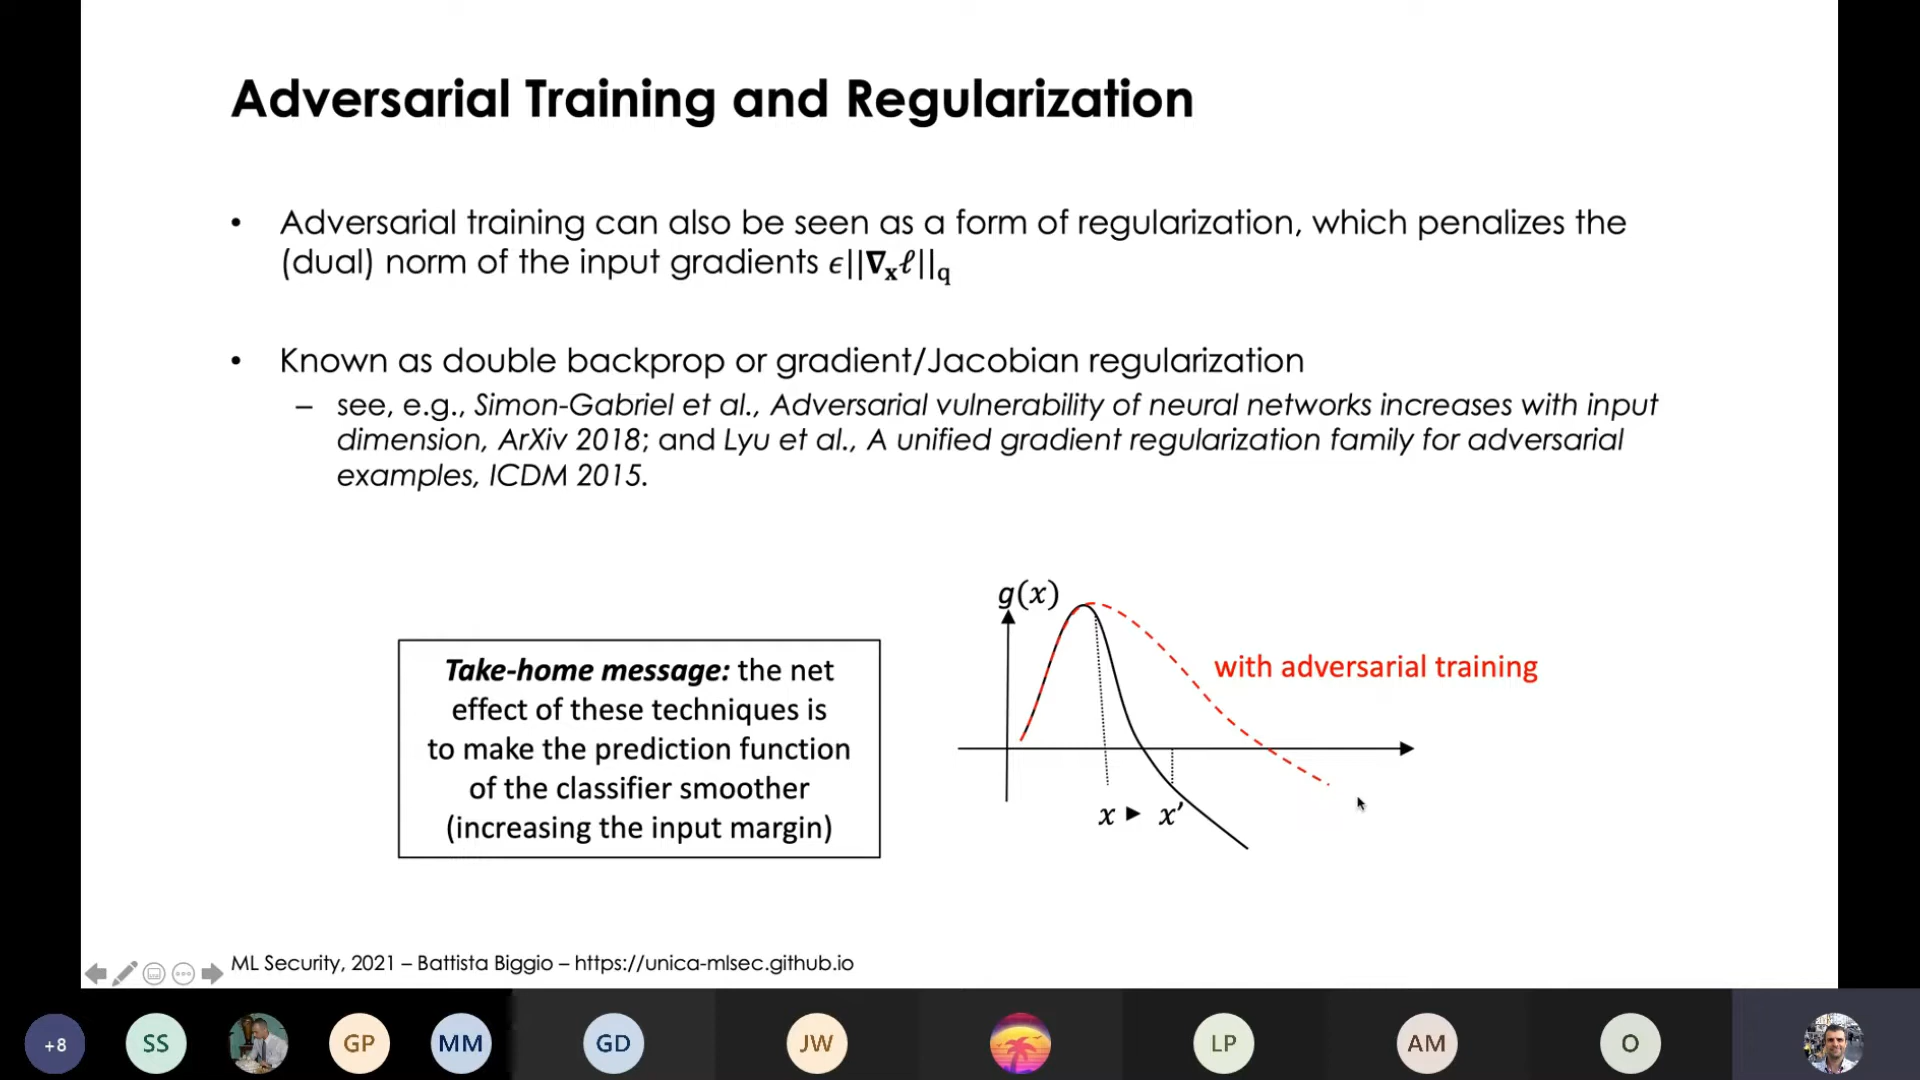 Adversarial Training and Regularization
• Adversarial training can also be seen as a form of regularization, which penalizes the
(dual) norm of the input gradients ϵ||∇ₓℓ||_q
• Known as double backprop or gradient/Jacobian regularization
– see, e.g., Simon-Gabriel et al., Adversarial vulnerability of neural networks increases with input
dimension, ArXiv 2018; and Lyu et al., A unified gradient regularization family for adversarial
examples, ICDM 2015.
Take-home message: the net
effect of these techniques is
to make the prediction function
of the classifier smoother
(increasing the input margin)
g(x)
with adversarial training
x ► x′
ML Security, 2021 – Battista Biggio – https://unica-mlsec.github.io
+8
SS
GP
MM
GD
JW
LP
AM
O